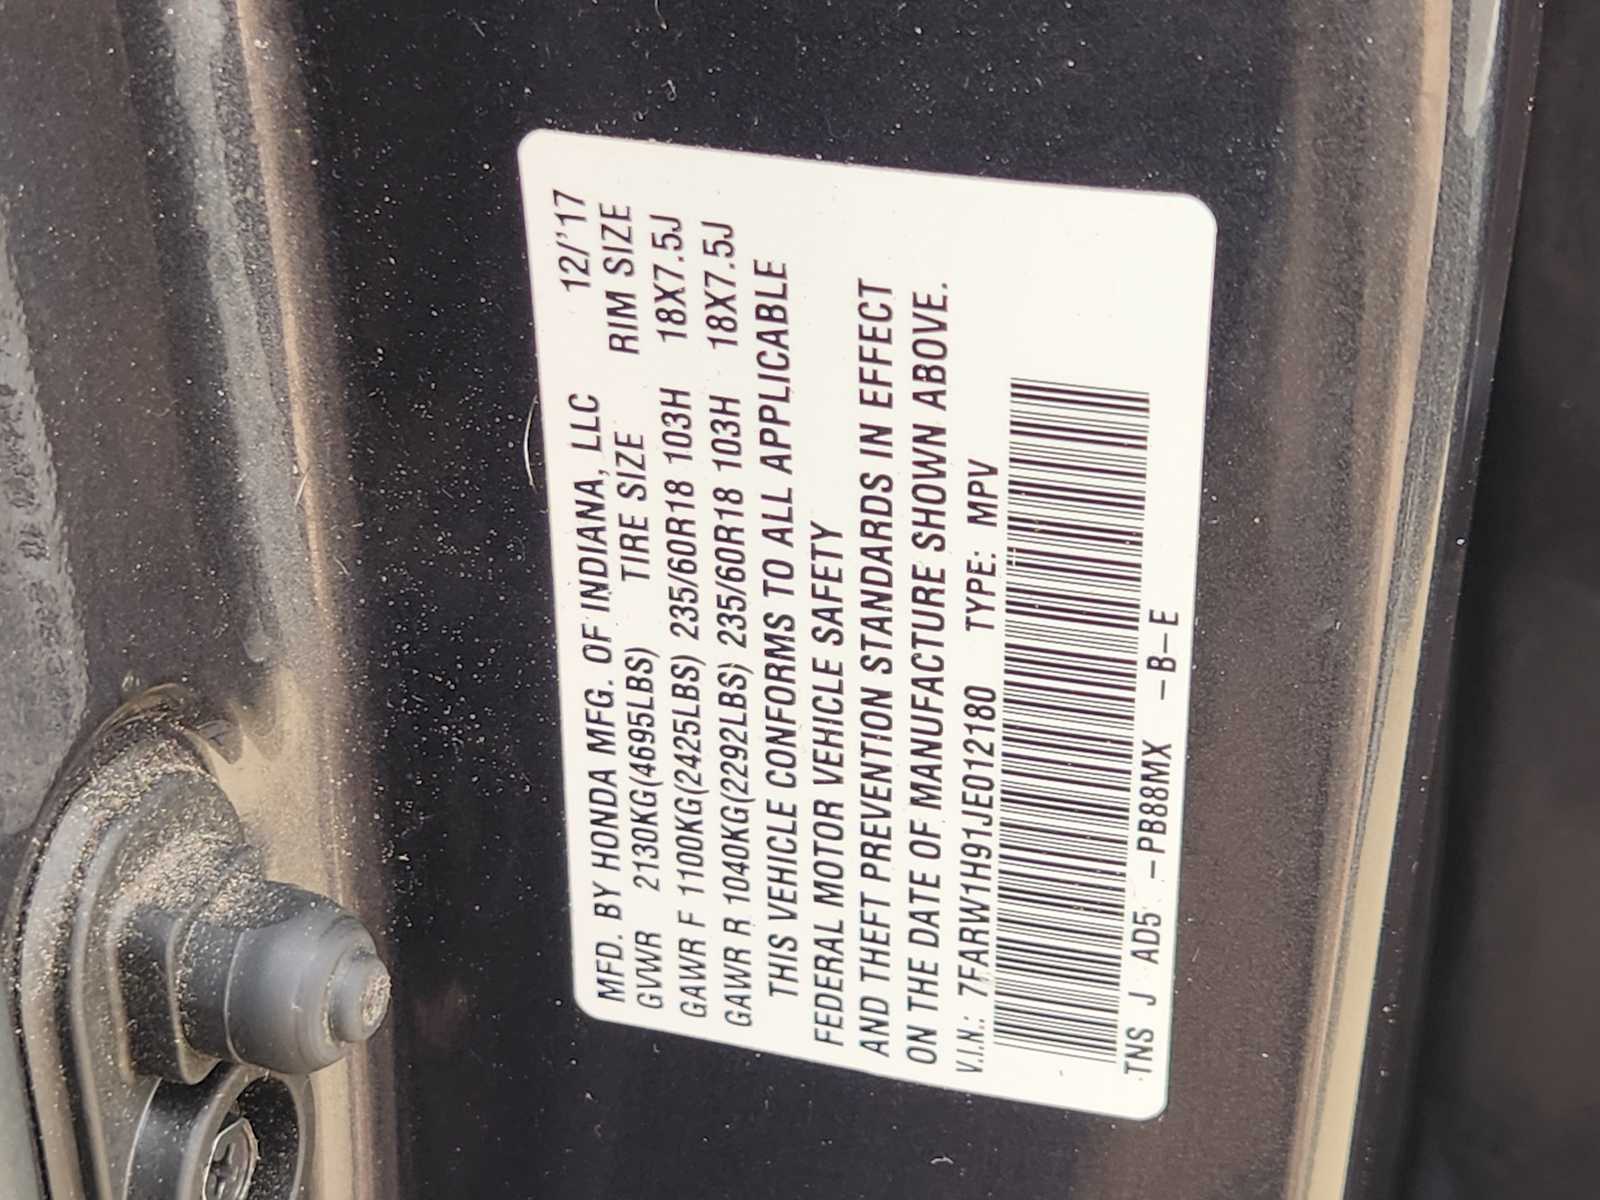 MFD. BY HONDA MFG. OF INDIANA, LLC 12/'17
GVWR 2130KG(4695LBS) TIRE SIZE RIM SIZE
GAWR F 1100KG(2425LBS) 235/60R18 103H 18X7.5J
GAWR R 1040KG(2292LBS) 235/60R18 103H 18X7.5J
THIS VEHICLE CONFORMS TO ALL APPLICABLE
FEDERAL MOTOR VEHICLE SAFETY
AND THEFT PREVENTION STANDARDS IN EFFECT
ON THE DATE OF MANUFACTURE SHOWN ABOVE.
V.I.N.: 7FARW1H91JE012180 TYPE: MPV
TNS J AD5 -PB88MX -B-E